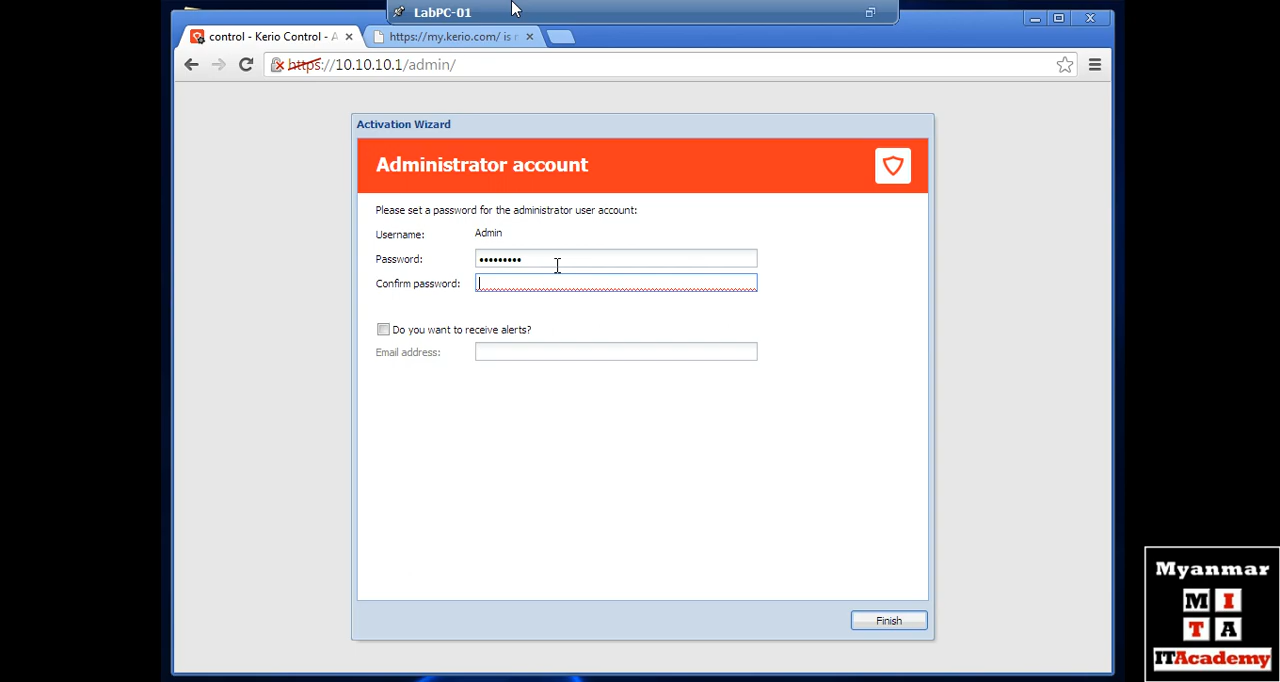 LabPC-01
control - Kerio Control - A
https://my.kerio.com/ is n
https://10.10.10.1/admin/
Activation Wizard
Administrator account
Please set a password for the administrator user account:
Username: Admin
Password: •••••••••
Confirm password:
Do you want to receive alerts?
Email address:
Finish
Myanmar
M I
T A
ITAcademy